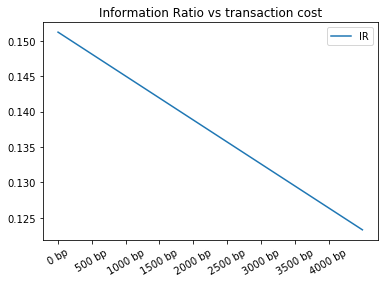 Information Ratio vs transaction cost
IR
0.150
0.145
0.140
0.135
0.130
0.125
0 bp
500 bp
1000 bp
1500 bp
2000 bp
2500 bp
3000 bp
3500 bp
4000 bp